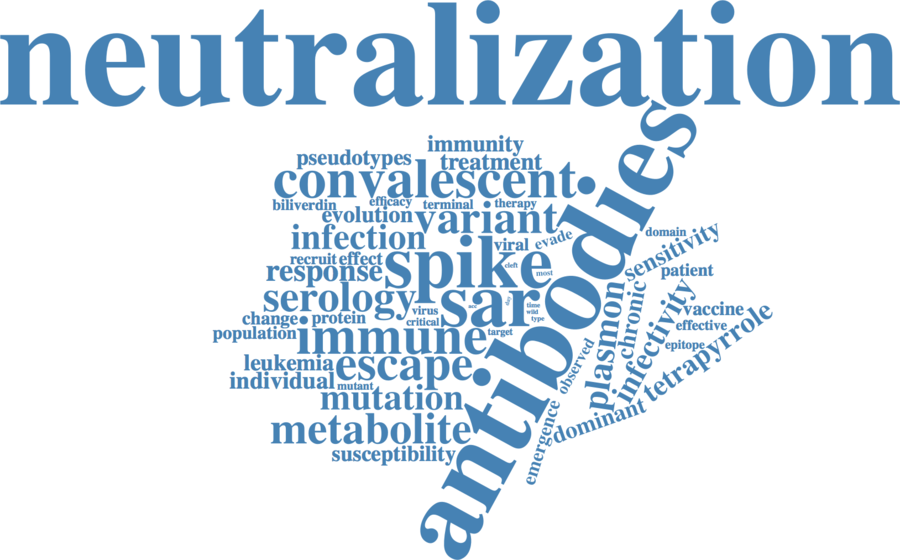 neutralization
antibodies
immunity
pseudotypes
treatment
convalescent
biliverdin
efficacy
terminal
therapy
evolution
variant
infection
viral
evade
domain
sensitivity
recruit
effect
spike
cleft
most
patient
response
serology
sar
ace
day
time
wild
type
virus
critical
target
change
protein
population
immune
plasmon
chronic
infectivity
vaccine
effective
epitope
tetrapyrrole
leukemia
escape
observed
individual
mutant
mutation
dominant
emergence
metabolite
susceptibility